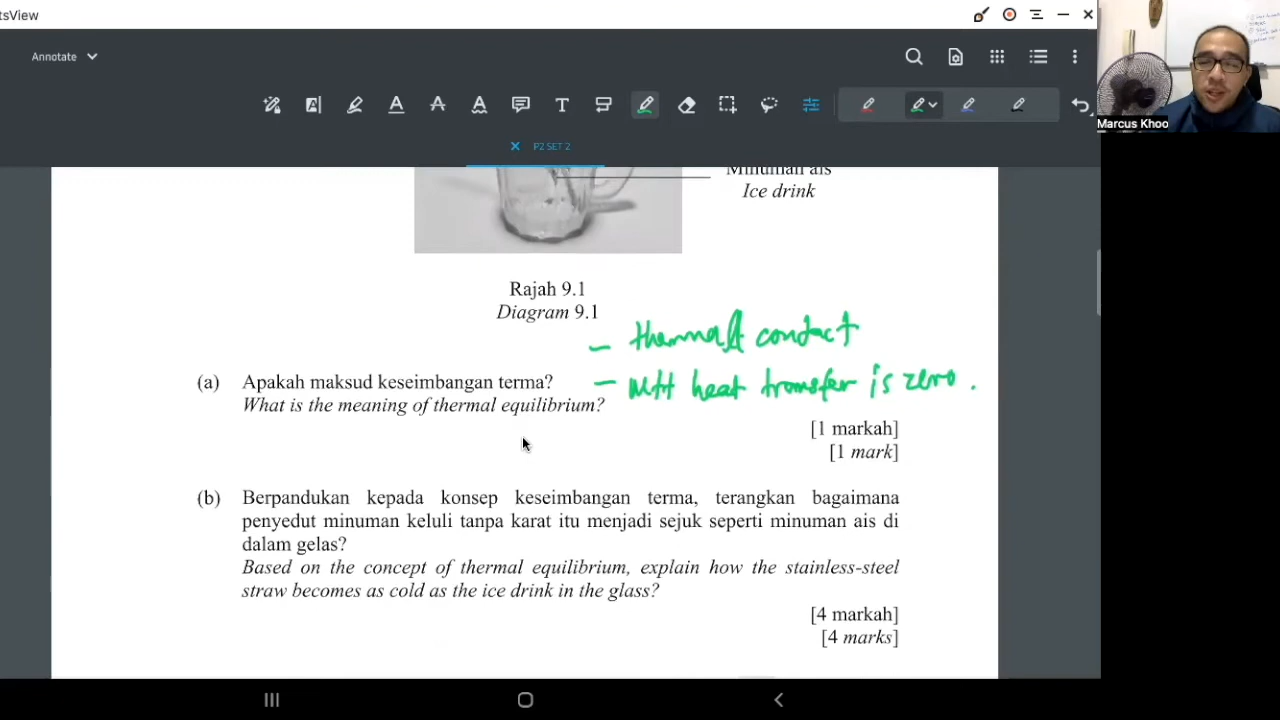 tsView
Annotate
Marcus Khoo
P2 SET 2
Minuman ais
Ice drink
Rajah 9.1
Diagram 9.1
- thermal contact
(a) Apakah maksud keseimbangan terma?
- heat transfer is zero.
What is the meaning of thermal equilibrium?
[1 markah]
[1 mark]
(b) Berpandukan kepada konsep keseimbangan terma, terangkan bagaimana
penyedut minuman keluli tanpa karat itu menjadi sejuk seperti minuman ais di
dalam gelas?
Based on the concept of thermal equilibrium, explain how the stainless-steel
straw becomes as cold as the ice drink in the glass?
[4 markah]
[4 marks]